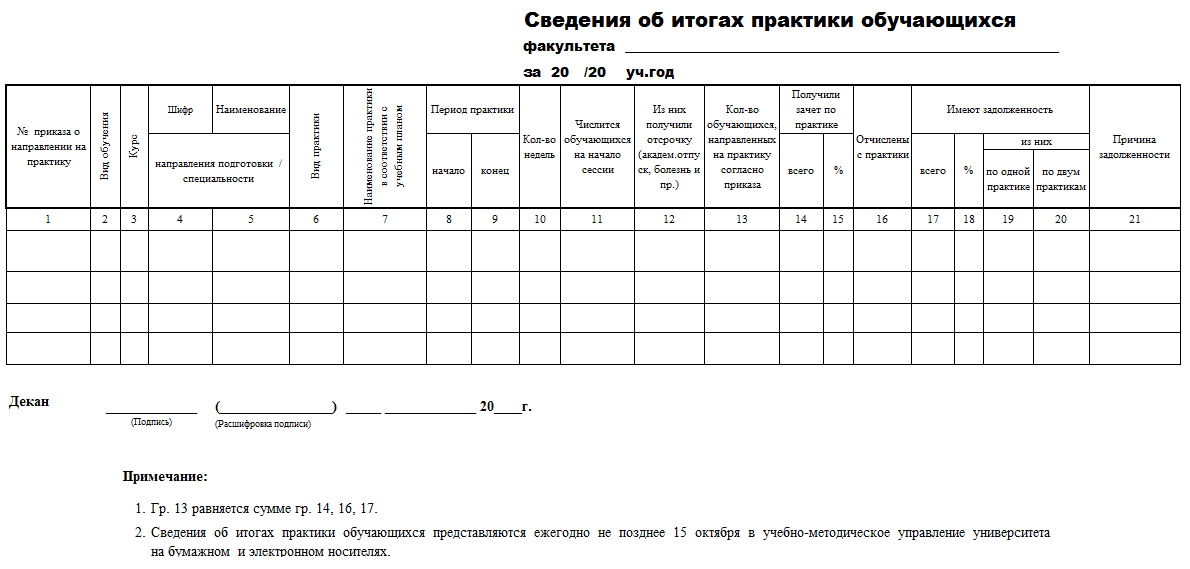 Сведения об итогах практики обучающихся
факультета
за 20 /20 уч.год
№ приказа о
направлении на
практику
Вид обучения
Курс
Шифр
Наименование
направления подготовки /
специальности
Вид практики
Наименование практики
в соответствии с
учебным планом
Период практики
начало
конец
Кол-во
недель
Числится
обучающихся
на начало
сессии
Из них
получили
отсрочку
(академ.отпу
ск, болезнь и
пр.)
Кол-во
обучающихся,
направленных
на практику
согласно
приказа
Получили
зачет по
практике
всего
%
Отчислены
с практики
Имеют задолженность
всего
%
из них
по одной
практике
по двум
практикам
Причина
задолженности
1 2 3 4 5 6 7 8 9 10 11 12 13 14 15 16 17 18 19 20 21
Декан _____________ (________________) _____ _____________ 20____г.
(Подпись) (Расшифровка подписи)
Примечание:
1. Гр. 13 равняется сумме гр. 14, 16, 17.
2. Сведения об итогах практики обучающихся представляются ежегодно не позднее 15 октября в учебно-методическое управление университета
на бумажном и электронном носителях.